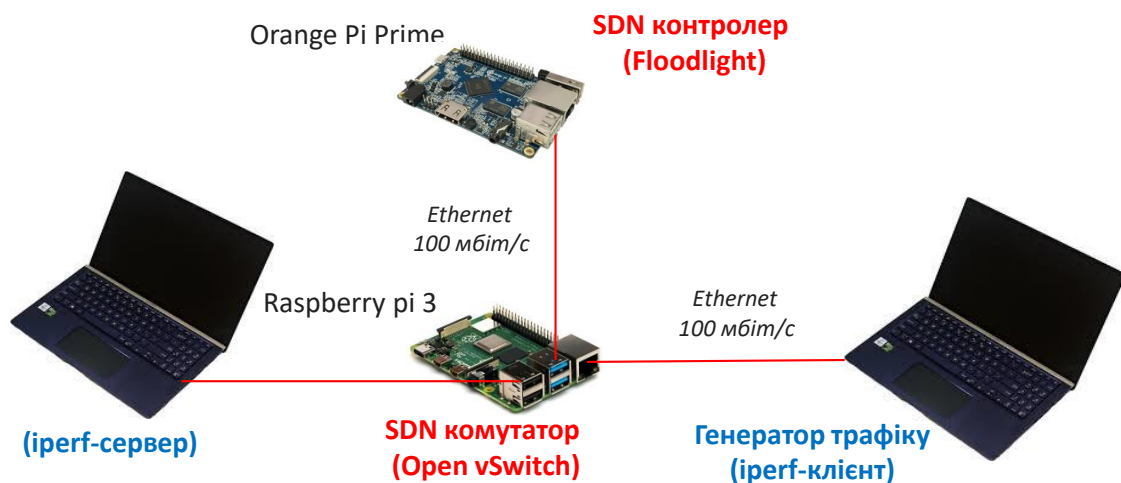 Orange Pi Prime
SDN контролер
(Floodlight)
Ethernet
100 мбіт/с
Raspberry pi 3
Ethernet
100 мбіт/с
(iperf-сервер)
SDN комутатор
(Open vSwitch)
Генератор трафіку
(iperf-клієнт)